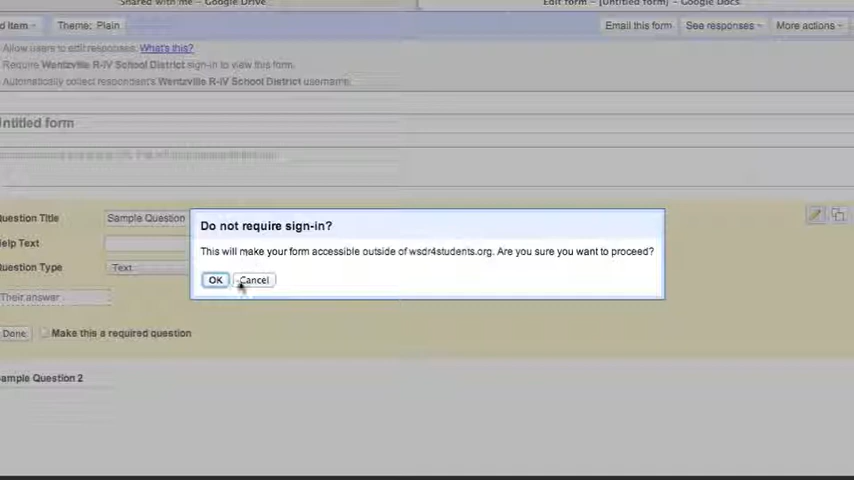 Shared with me – Google Drive
Edit form – [Untitled form] – Google Docs
Item
Theme: Plain
Email this form
See responses
More actions
Allow users to edit responses. What's this?
Require Wentzville R-IV School District sign-in to view this form.
Automatically collect respondent's Wentzville R-IV School District username.
Untitled form
Question Title
Sample Question
Help Text
Question Type
Text
Their answer
Done
Make this a required question
Sample Question 2
Do not require sign-in?
This will make your form accessible outside of wsdr4students.org. Are you sure you want to proceed?
OK
Cancel